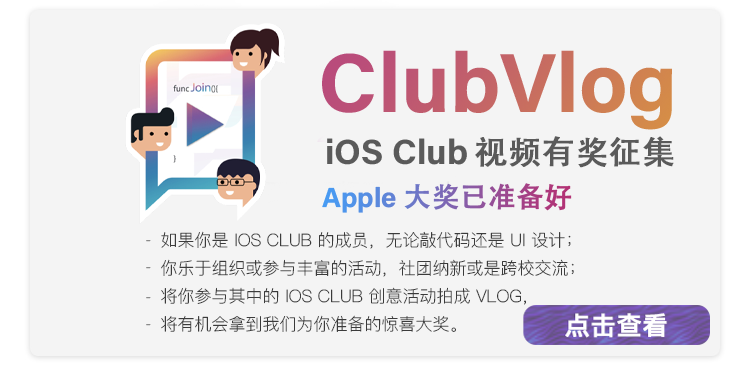 func Join(){
}
ClubVlog
iOS Club 视频有奖征集
Apple 大奖已准备好
- 如果你是 IOS CLUB 的成员，无论敲代码还是 UI 设计；
- 你乐于组织或参与丰富的活动，社团纳新或是跨校交流；
- 将你参与其中的 IOS CLUB 创意活动拍成 VLOG，
- 将有机会拿到我们为你准备的惊喜大奖。
点击查看